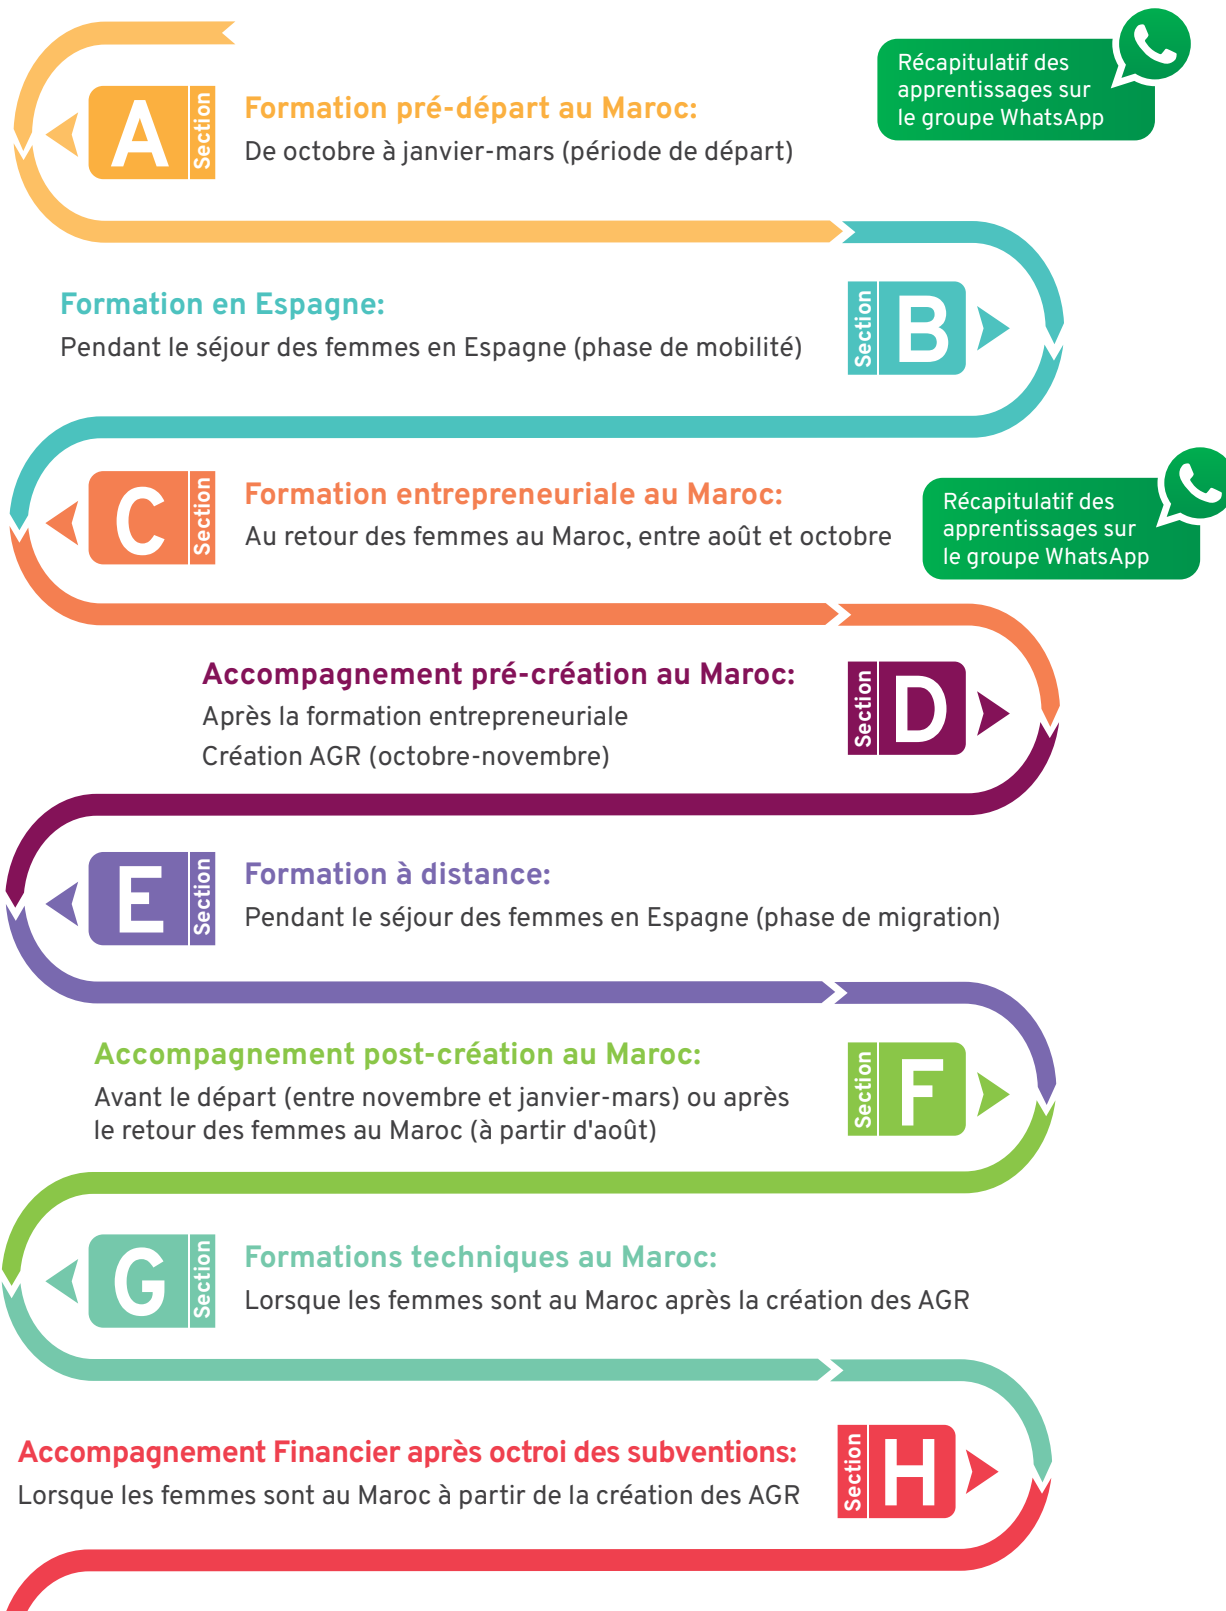 Récapitulatif des
apprentissages sur
le groupe WhatsApp
A
Section
Formation pré-départ au Maroc:
De octobre à janvier-mars (période de départ)
Formation en Espagne:
Pendant le séjour des femmes en Espagne (phase de mobilité)
Section
B
C
Section
Formation entrepreneuriale au Maroc:
Au retour des femmes au Maroc, entre août et octobre
Récapitulatif des
apprentissages sur
le groupe WhatsApp
Accompagnement pré-création au Maroc:
Après la formation entrepreneuriale
Création AGR (octobre-novembre)
Section
D
E
Section
Formation à distance:
Pendant le séjour des femmes en Espagne (phase de migration)
Accompagnement post-création au Maroc:
Avant le départ (entre novembre et janvier-mars) ou après
le retour des femmes au Maroc (à partir d'août)
Section
F
G
Section
Formations techniques au Maroc:
Lorsque les femmes sont au Maroc après la création des AGR
Accompagnement Financier après octroi des subventions:
Lorsque les femmes sont au Maroc à partir de la création des AGR
Section
H